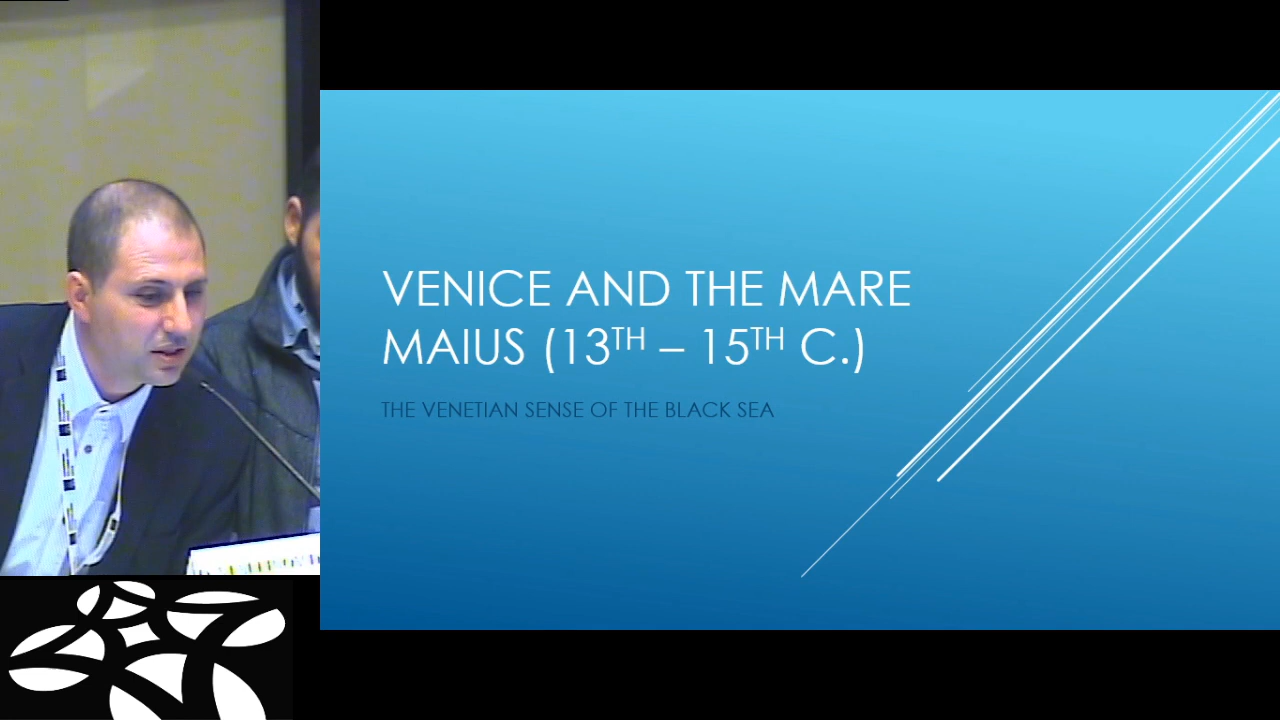 VENICE AND THE MARE
MAIUS (13TH – 15TH C.)
THE VENETIAN SENSE OF THE BLACK SEA